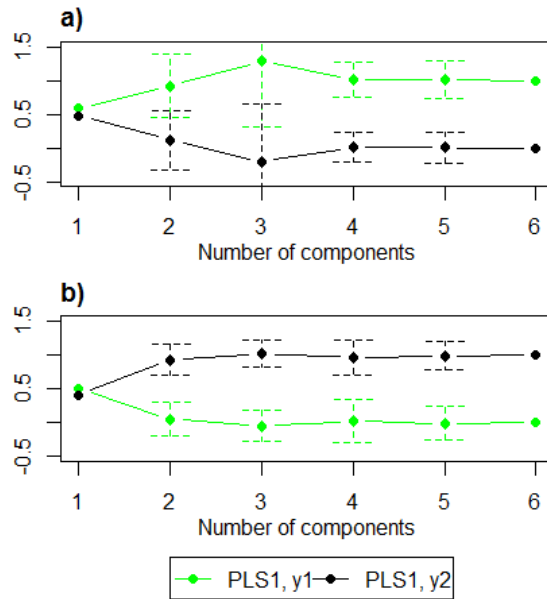 a)
1.5
0.5
-0.5
1 2 3 4 5 6
Number of components
b)
1.5
0.5
-0.5
1 2 3 4 5 6
Number of components
PLS1, y1 PLS1, y2